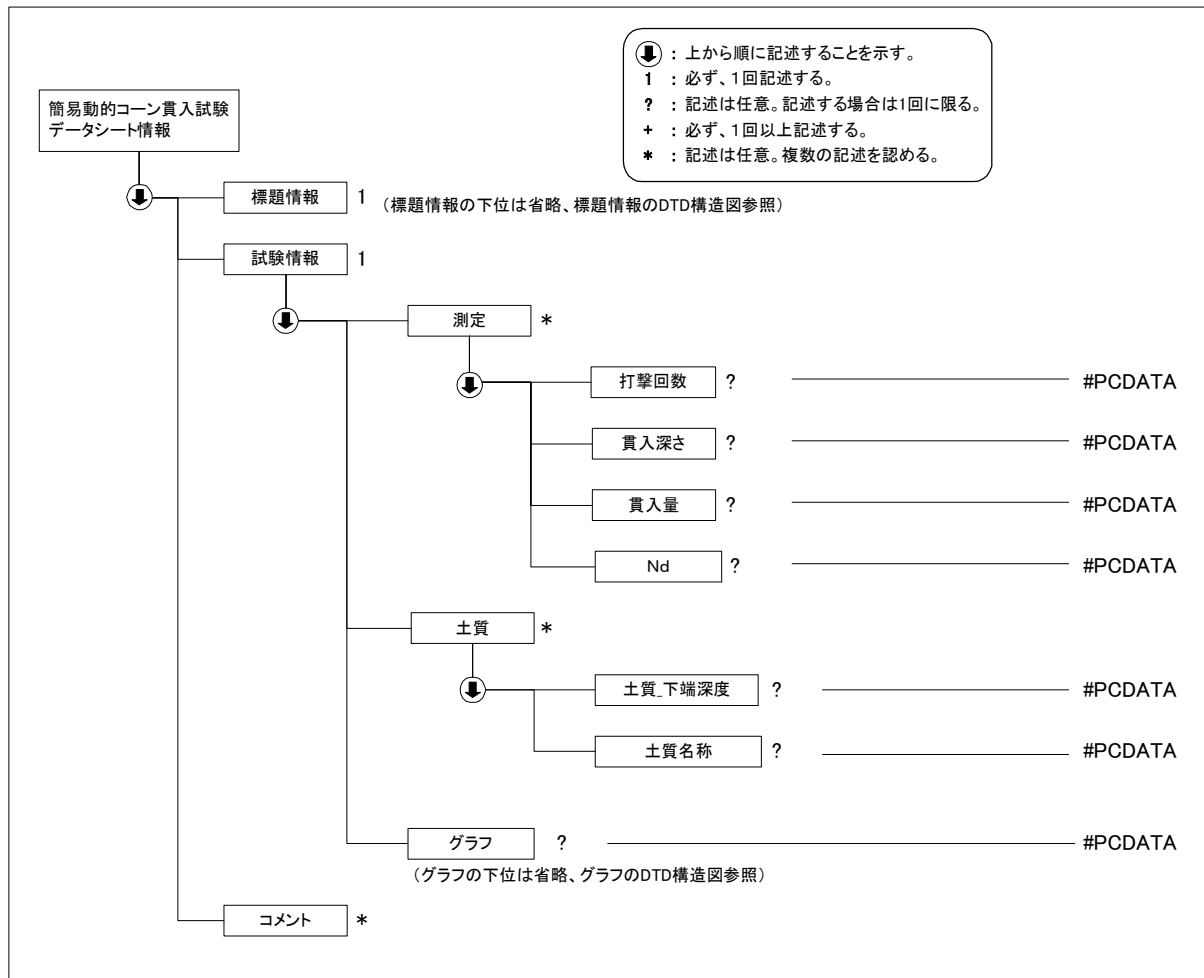 ：上から順に記述することを示す。
1 ：必ず、1回記述する。
? ：記述は任意。記述する場合は1回に限る。
+ ：必ず、1回以上記述する。
* ：記述は任意。複数の記述を認める。
簡易動的コーン貫入試験
データシート情報
標題情報 1 （標題情報の下位は省略、標題情報のDTD構造図参照）
試験情報 1
測定 *
打撃回数 ? #PCDATA
貫入深さ ? #PCDATA
貫入量 ? #PCDATA
Nd ? #PCDATA
土質 *
土質_下端深度 ? #PCDATA
土質名称 ? #PCDATA
グラフ ? #PCDATA
（グラフの下位は省略、グラフのDTD構造図参照）
コメント *